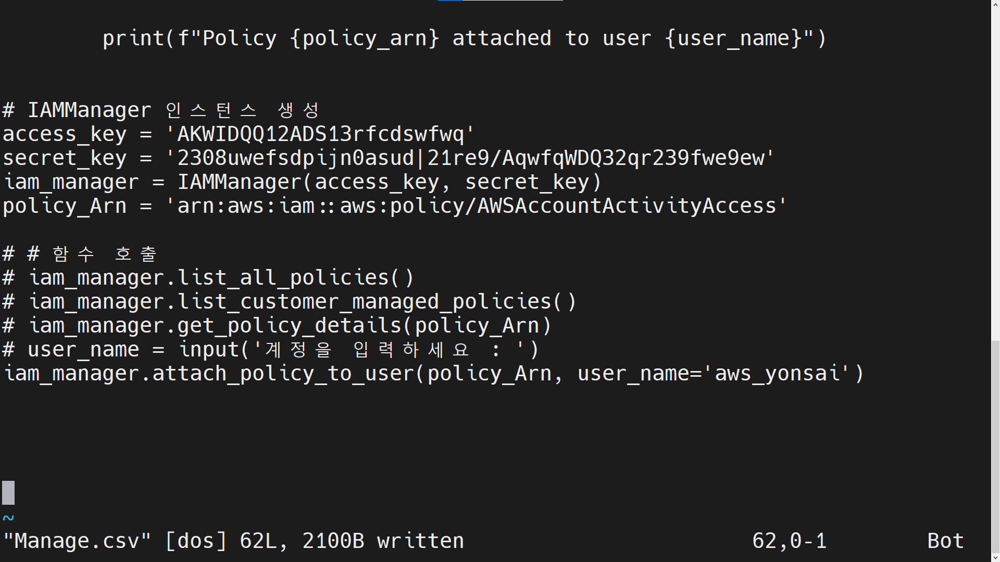 print(f"Policy {policy_arn} attached to user {user_name}")
# IAMManager 인스턴스 생성
access_key = 'AKWIDQQ12ADS13rfcdswfwq'
secret_key = '2308uwefsdpijn0asud|21re9/AqwfqWDQ32qr239fwe9ew'
iam_manager = IAMManager(access_key, secret_key)
policy_Arn = 'arn:aws:iam::aws:policy/AWSAccountActivityAccess'
# # 함수 호출
# iam_manager.list_all_policies()
# iam_manager.list_customer_managed_policies()
# iam_manager.get_policy_details(policy_Arn)
# user_name = input('계정을 입력하세요 : ')
iam_manager.attach_policy_to_user(policy_Arn, user_name='aws_yonsai')
~
"Manage.csv" [dos] 62L, 2100B written 62,0-1 Bot